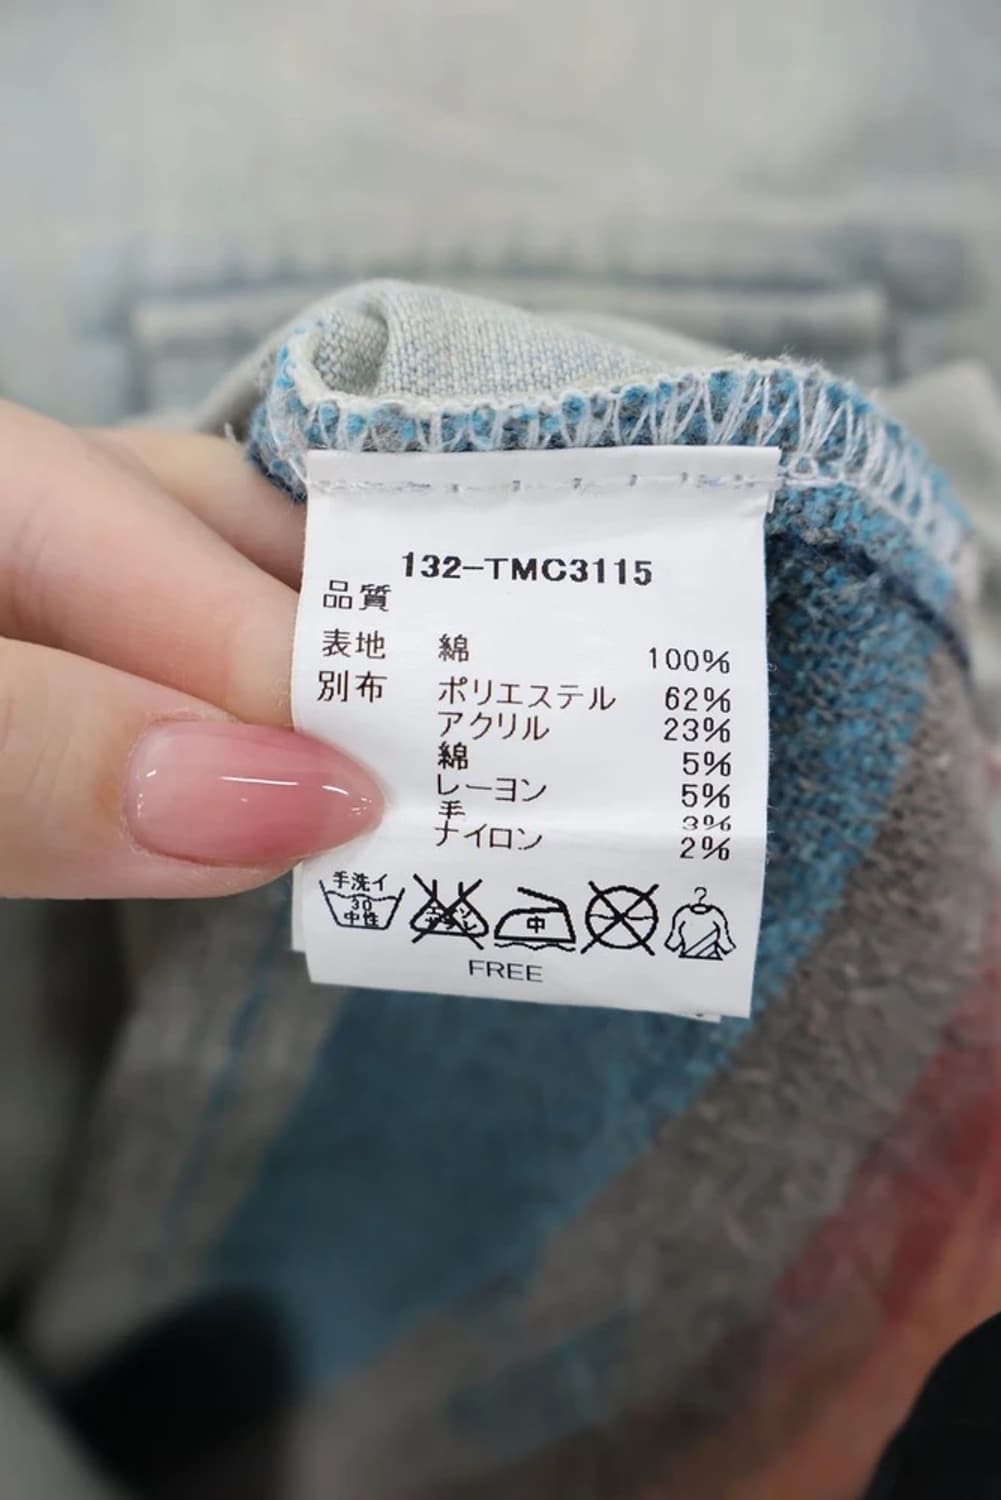 132-TMC3115
品質
表地 綿 100%
別布 ポリエステル 62%
アクリル 23%
綿 5%
レーヨン 5%
毛 3%
ナイロン 2%
手洗イ
30
中性
中
FREE